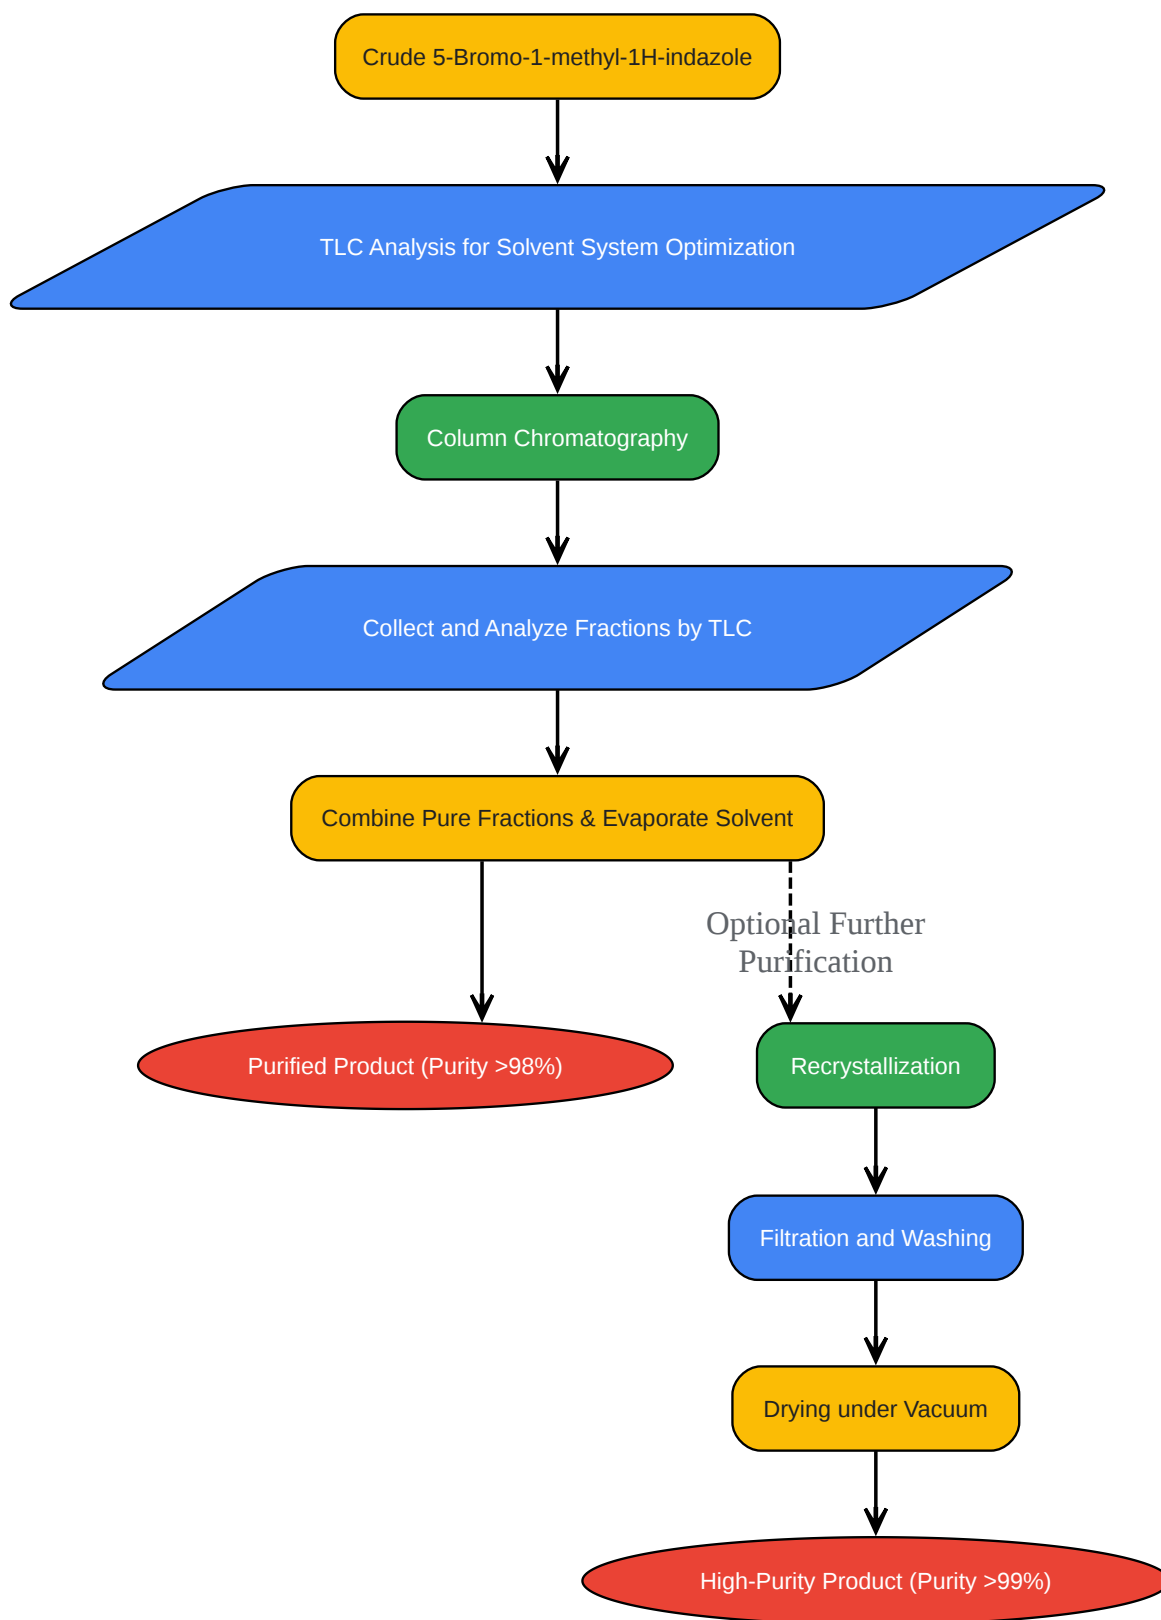 Crude 5-Bromo-1-methyl-1H-indazole
TLC Analysis for Solvent System Optimization
Column Chromatography
Collect and Analyze Fractions by TLC
Combine Pure Fractions & Evaporate Solvent
Optional Further
Purification
Purified Product (Purity >98%)
Recrystallization
Filtration and Washing
Drying under Vacuum
High-Purity Product (Purity >99%)